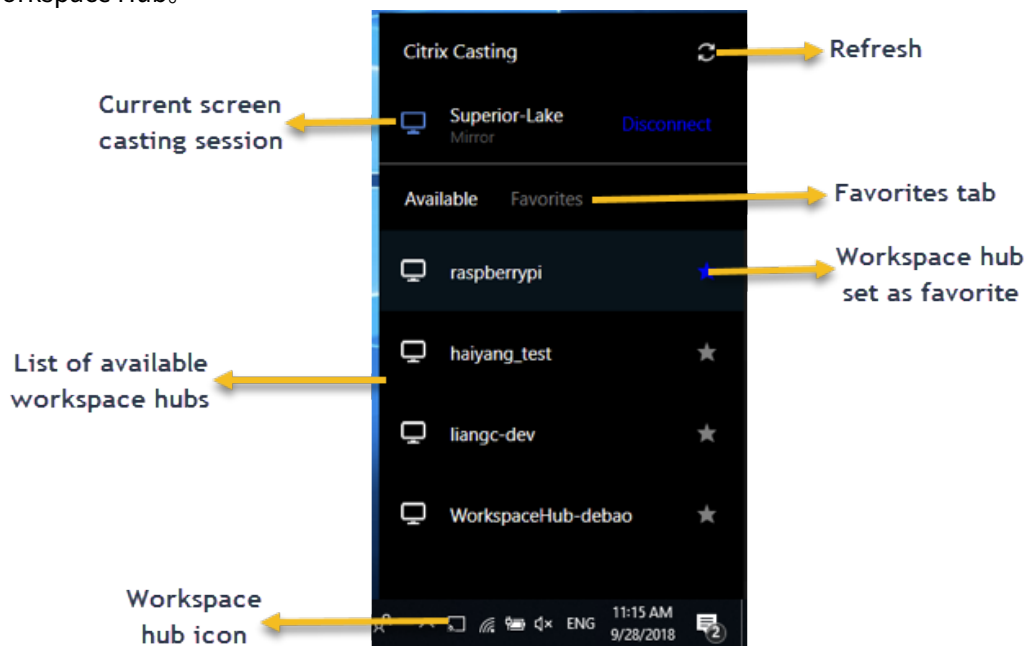 orkspace Hub。
Citrix Casting
Refresh
Current screen
casting session
Superior-Lake
Mirror
Disconnect
Available Favorites
Favorites tab
raspberrypi
Workspace hub
set as favorite
List of available
workspace hubs
haiyang_test
liangc-dev
WorkspaceHub-debao
Workspace
hub icon
ENG
11:15 AM
9/28/2018
2